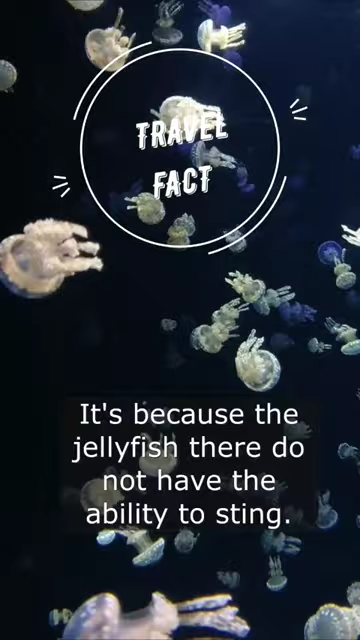 TRAVEL
FACT
It's because the
jellyfish there do
not have the
ability to sting.